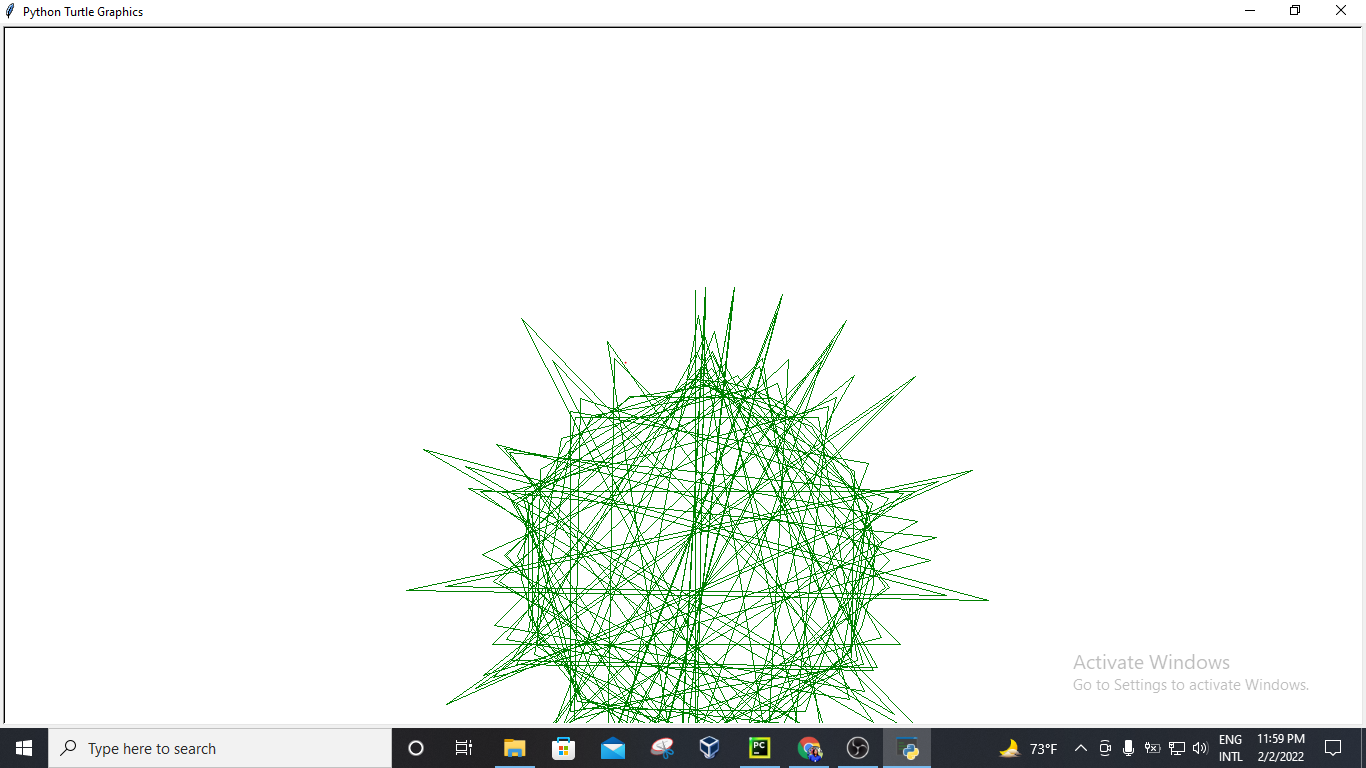 Python Turtle Graphics
Activate Windows
Go to Settings to activate Windows.
Type here to search
PC
73°F
ENG
INTL
11:59 PM
2/2/2022